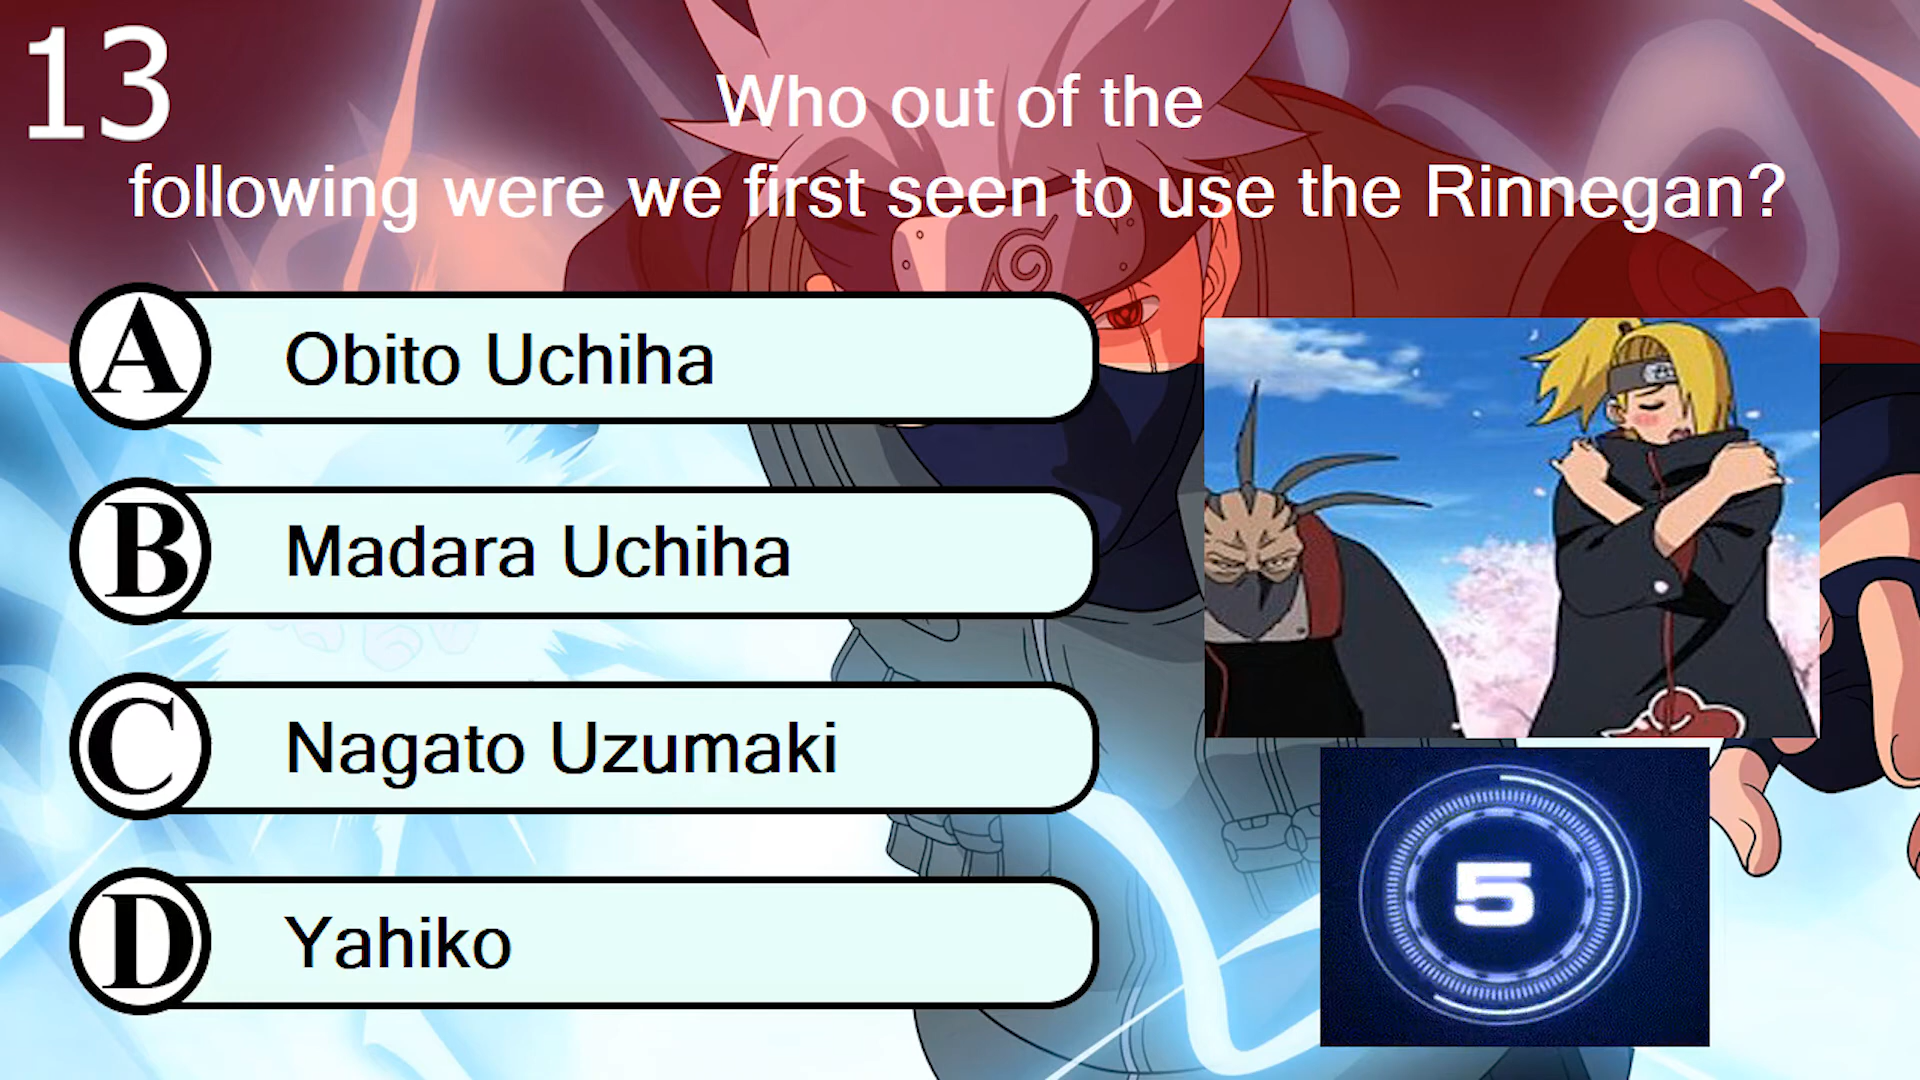 13
Who out of the
following were we first seen to use the Rinnegan?
A Obito Uchiha
B Madara Uchiha
C Nagato Uzumaki
D Yahiko
5